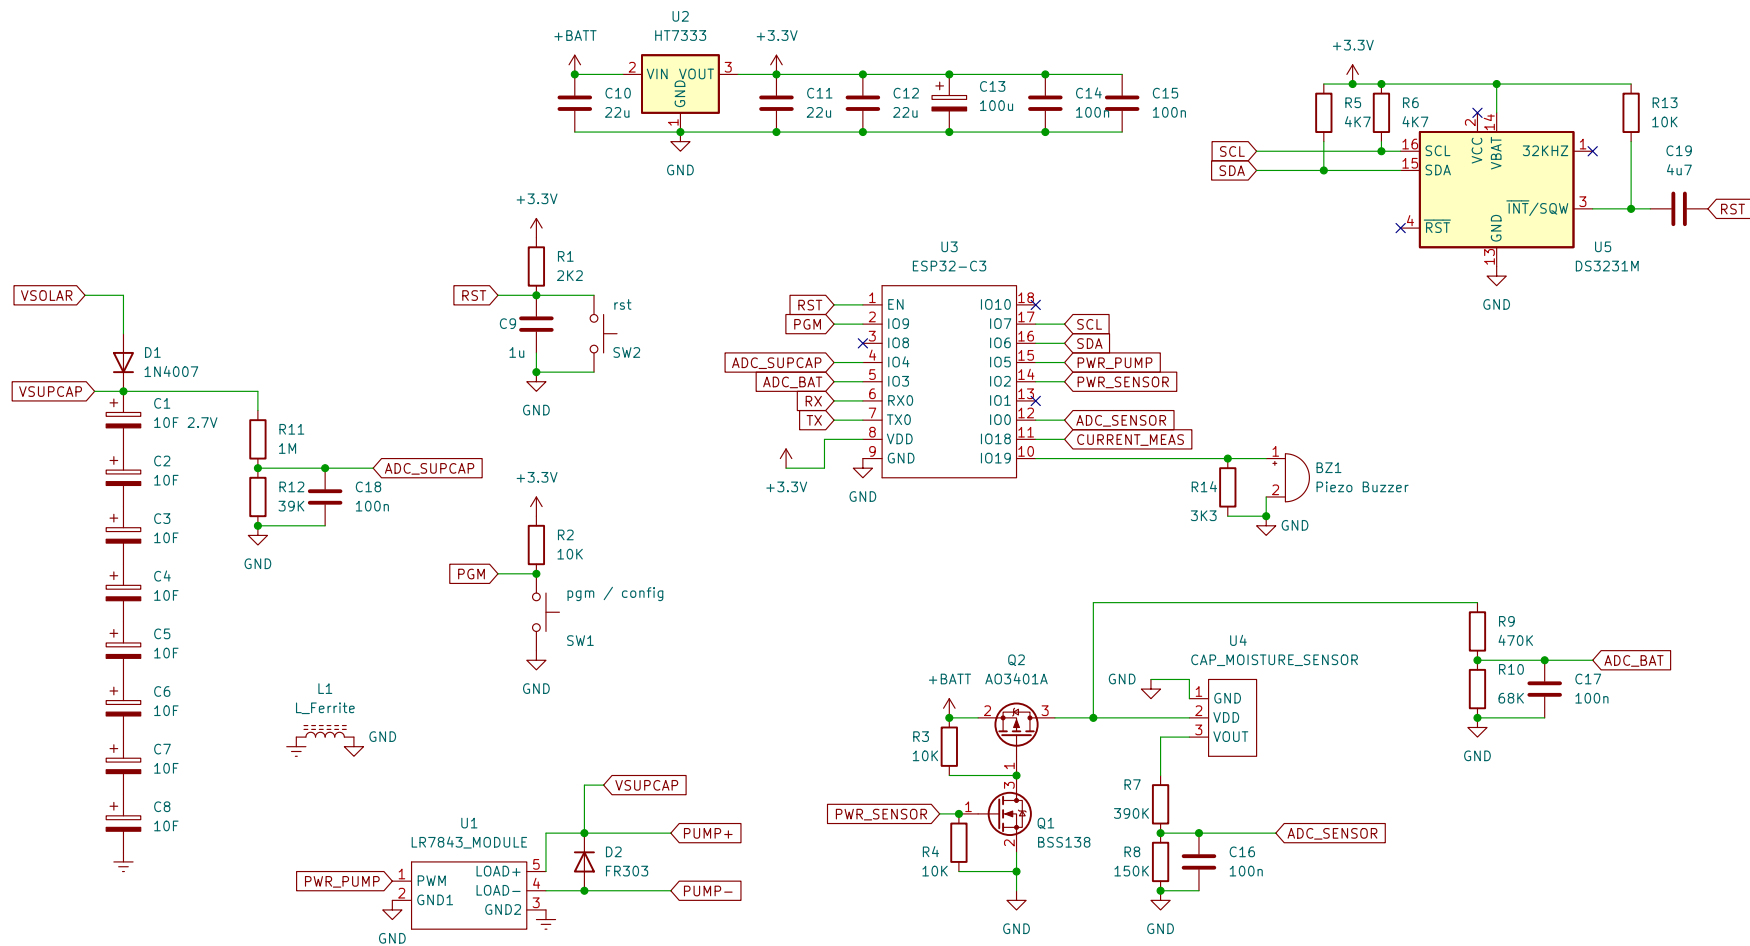 U2
HT7333
+BATT
+3.3V
2
VIN
VOUT
3
GND
1
C10
22u
C11
22u
C12
22u
+
C13
100u
C14
100n
C15
100n
GND
+3.3V
R5
4K7
R6
4K7
R13
10K
2
VCC
14
VBAT
SCL
16
SCL
SDA
15
SDA
32KHZ
1
C19
4u7
INT/SQW
3
RST
4
RST
GND
13
U5
DS3231M
GND
+3.3V
R1
2K2
RST
rst
C9
1u
SW2
GND
U3
ESP32-C3
RST
1
EN
PGM
2
IO9
3
IO8
ADC_SUPCAP
4
IO4
ADC_BAT
5
IO3
RX
6
RX0
TX
7
TX0
8
VDD
9
GND
+3.3V
GND
IO10
18
IO7
17
SCL
IO6
16
SDA
IO5
15
PWR_PUMP
IO2
14
PWR_SENSOR
IO1
13
IO0
12
ADC_SENSOR
IO18
11
CURRENT_MEAS
IO19
10
R14
3K3
1
+
2
BZ1
Piezo Buzzer
GND
VSOLAR
D1
1N4007
VSUPCAP
+
C1
10F 2.7V
+
C2
10F
+
C3
10F
+
C4
10F
+
C5
10F
+
C6
10F
+
C7
10F
+
C8
10F
R11
1M
ADC_SUPCAP
R12
39K
C18
100n
GND
+3.3V
R2
10K
PGM
pgm / config
SW1
GND
L1
L_Ferrite
GND
VSUPCAP
U1
LR7843_MODULE
PWR_PUMP
1
PWM
2
GND1
LOAD+
5
LOAD-
4
GND2
3
GND
D2
FR303
PUMP+
PUMP-
Q2
AO3401A
+BATT
2
3
1
R3
10K
PWR_SENSOR
1
3
2
Q1
BSS138
R4
10K
GND
U4
CAP_MOISTURE_SENSOR
GND
1
GND
2
VDD
3
VOUT
R7
390K
R8
150K
ADC_SENSOR
C16
100n
GND
R9
470K
R10
68K
ADC_BAT
C17
100n
GND